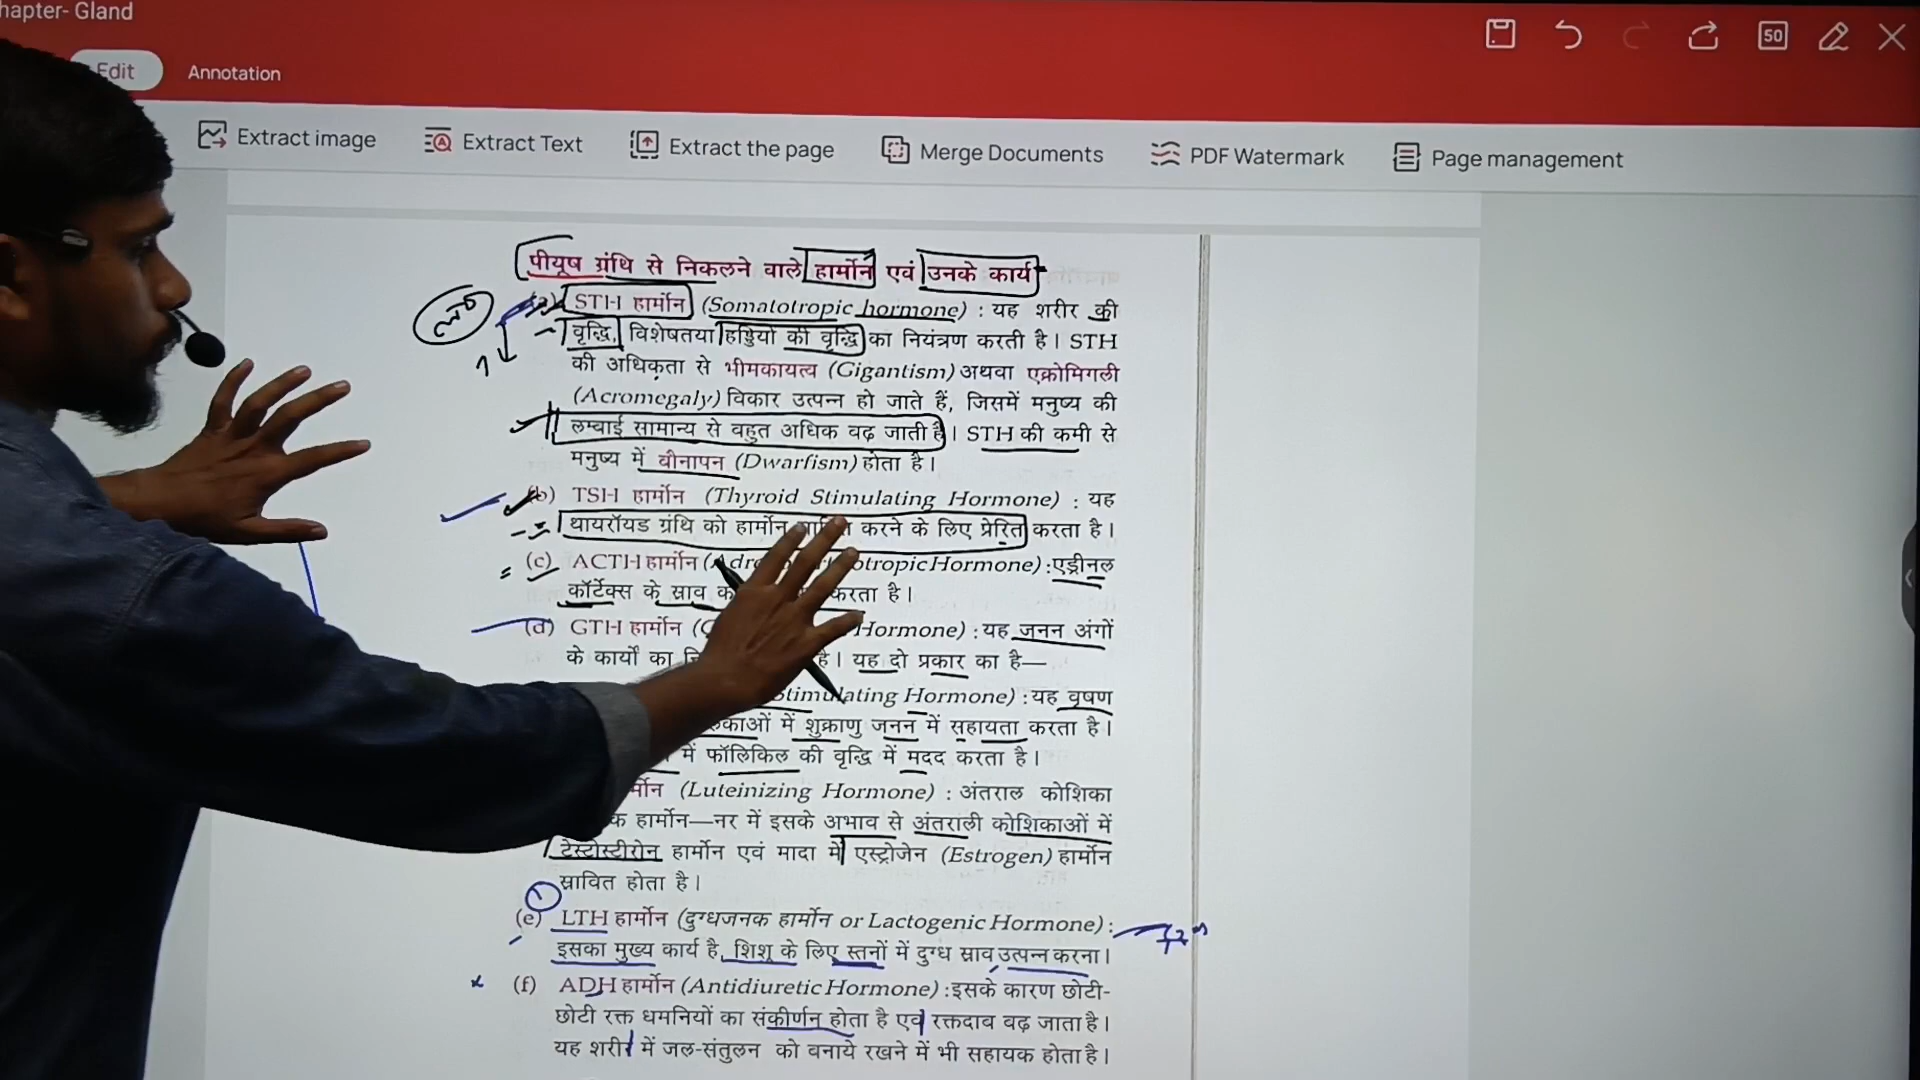 hapter- Gland
Edit Annotation
50
Extract image Extract Text Extract the page Merge Documents PDF Watermark Page management
पीयूष ग्रंथि से निकलने वाले हार्मोन एवं उनके कार्य
(a) STH हार्मोन (Somatotropic hormone) : यह शरीर की
वृद्धि, विशेषतया हड्डियों की वृद्धि का नियंत्रण करती है। STH
की अधिकता से भीमकायत्व (Gigantism) अथवा एक्रोमिगली
(Acromegaly) विकार उत्पन्न हो जाते हैं, जिसमें मनुष्य की
लम्बाई सामान्य से बहुत अधिक बढ़ जाती है। STH की कमी से
मनुष्य में बौनापन (Dwarfism) होता है।
(b) TSH हार्मोन (Thyroid Stimulating Hormone) : यह
थायरॉयड ग्रंथि को हार्मोन करने के लिए प्रेरित करता है।
(c) ACTH हार्मोन Hormone) : एड्रीनल
कॉर्टेक्स के स्राव करता है।
(d) GTH हार्मोन Hormone) : यह जनन अंगों
के कार्यों का है। यह दो प्रकार का है—
Stimulating Hormone) : यह वृषण
में शुक्राणु जनन में सहायता करता है।
में फॉलिकिल की वृद्धि में मदद करता है।
(Luteinizing Hormone) : अंतराल कोशिका
हार्मोन—नर में इसके अभाव से अंतराली कोशिकाओं में
टेस्टोस्टीरोन हार्मोन एवं मादा में एस्ट्रोजेन (Estrogen) हार्मोन
स्रावित होता है।
(e) LTH हार्मोन (दुग्धजनक हार्मोन or Lactogenic Hormone) :
इसका मुख्य कार्य है, शिशु के लिए स्तनों में दुग्ध स्राव उत्पन्न करना।
(f) ADH हार्मोन (Antidiuretic Hormone) : इसके कारण छोटी-
छोटी रक्त धमनियों का संकीर्णन होता है एवं रक्तदाब बढ़ जाता है।
यह शरीर में जल-संतुलन को बनाये रखने में भी सहायक होता है।